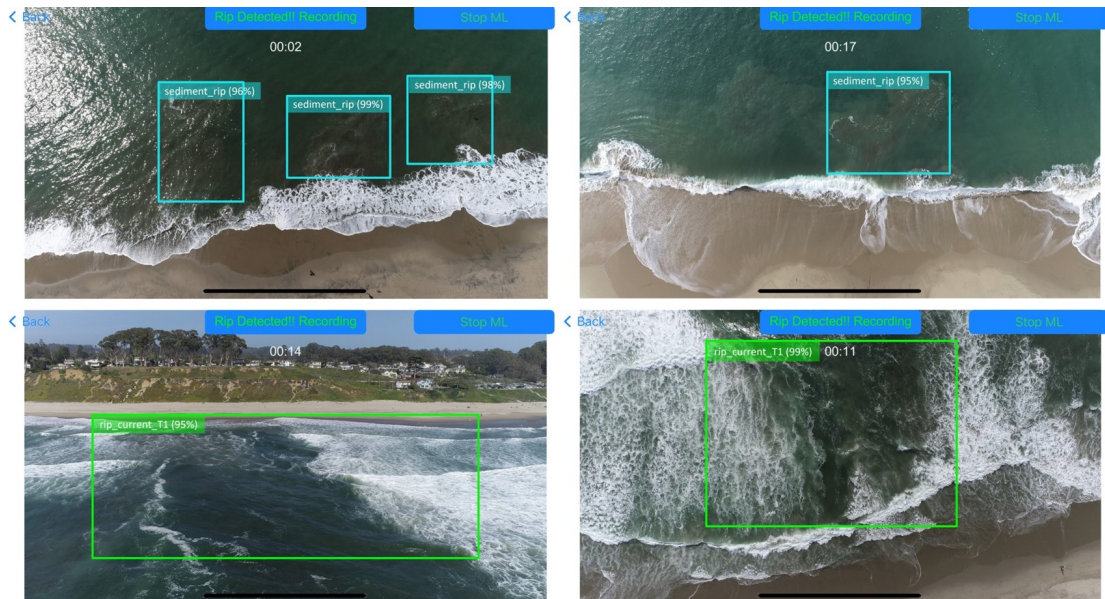 < Back
Rip Detected!! Recording
Stop ML
00:02
sediment_rip (96%)
sediment_rip (99%)
sediment_rip (98%)
< Back
Rip Detected!! Recording
Stop ML
00:17
sediment_rip (95%)
< Back
Rip Detected!! Recording
Stop ML
00:14
rip_current_T1 (95%)
< Back
Rip Detected!! Recording
Stop ML
rip_current_T1 (99%)
00:11